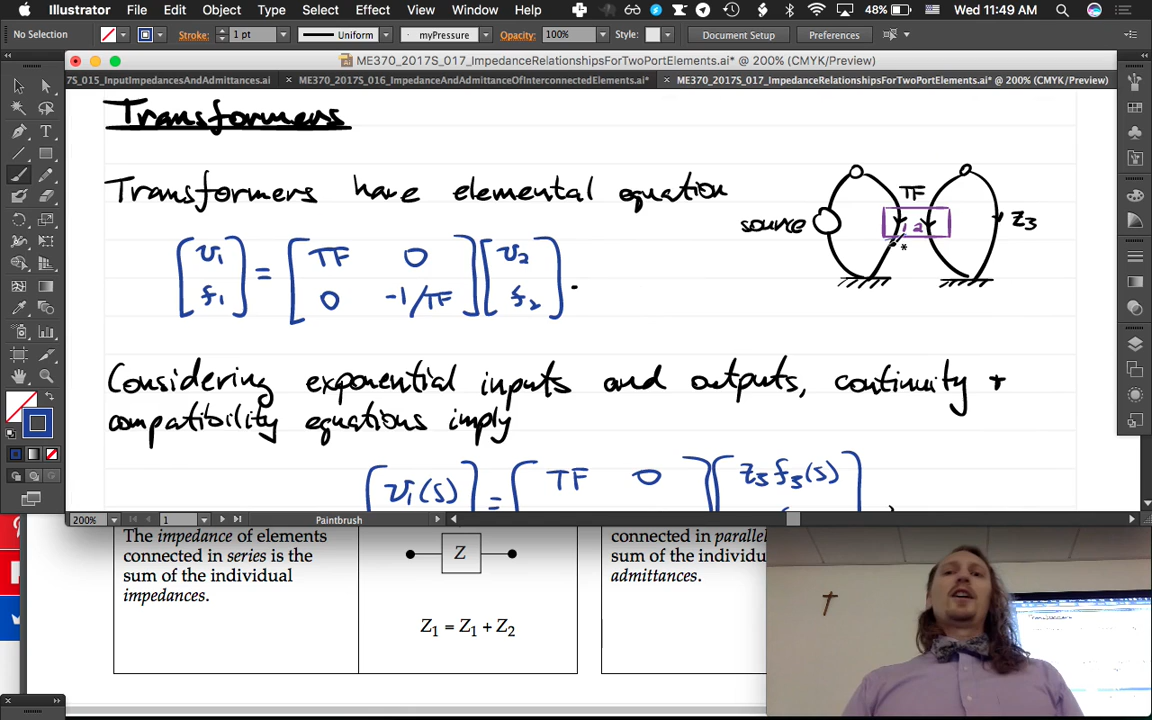 Illustrator File Edit Object Type Select Effect View Window Help 48% Wed 11:49 AM
No Selection Stroke: 1 pt Uniform myPressure Opacity: 100% Style: Document Setup Preferences
ME370_2017S_017_ImpedanceRelationshipsForTwoPortElements.ai* @ 200% (CMYK/Preview)
7S_015_InputImpedancesAndAdmittances.ai ME370_2017S_016_ImpedanceAndAdmittanceOfInterconnectedElements.ai* ME370_2017S_017_ImpedanceRelationshipsForTwoPortElements.ai* @ 200% (CMYK/Preview)
Transformers
Transformers have elemental equation
[v1 f1] = [TF 0 0 -1/TF] [v2 f2] .
source TF 1 2 Z3
Considering exponential inputs and outputs, continuity +
compatibility equations imply
[v1(s) = [TF 0 ] [Z3 f3(s)
200% 1 Paintbrush
The impedance of elements
connected in series is the
sum of the individual
impedances.
Z
Z1 = Z1 + Z2
connected in parallel
sum of the individu
admittances.